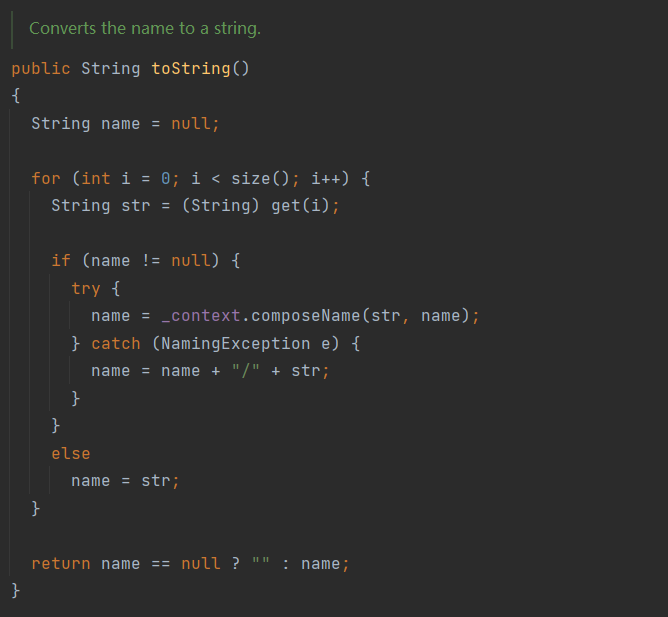 Converts the name to a string.
public String toString()
{
  String name = null;

  for (int i = 0; i < size(); i++) {
    String str = (String) get(i);

    if (name != null) {
      try {
        name = _context.composeName(str, name);
      } catch (NamingException e) {
        name = name + "/" + str;
      }
    }
    else
      name = str;
  }

  return name == null ? "" : name;
}